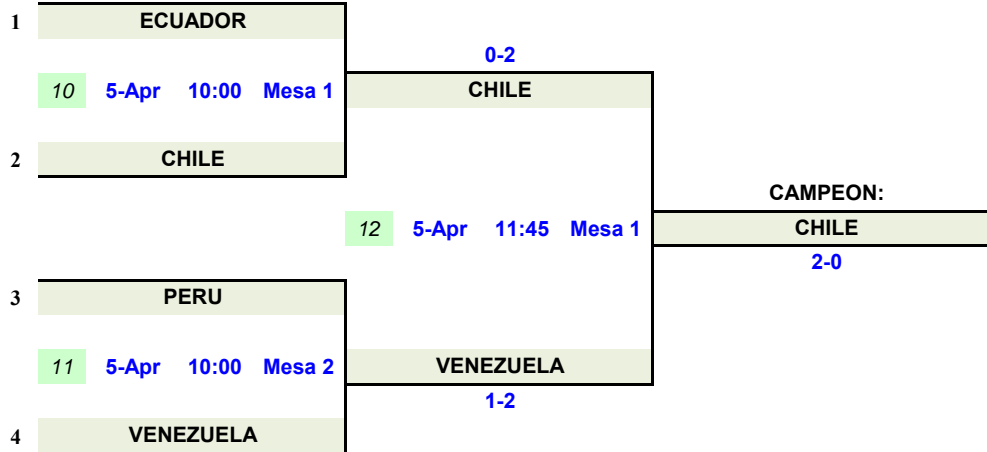 1 ECUADOR
0-2
10 5-Apr 10:00 Mesa 1 CHILE
2 CHILE
CAMPEON:
12 5-Apr 11:45 Mesa 1 CHILE
2-0
3 PERU
11 5-Apr 10:00 Mesa 2 VENEZUELA
1-2
4 VENEZUELA